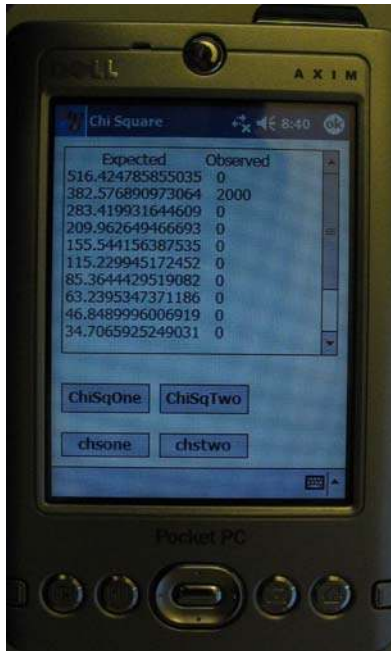 DELL
AXIM
Chi Square 8:40 ok
Expected Observed
516.424785855035 0
382.576890973064 2000
283.419931644609 0
209.962649466693 0
155.544156387535 0
115.229945172452 0
85.3644429519082 0
63.2395347371186 0
46.8489996006919 0
34.7065925249031 0
ChiSqOne ChiSqTwo
chsone chstwo
Pocket PC